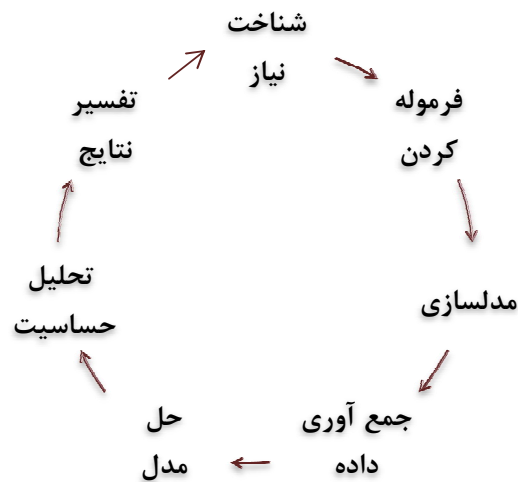 شناخت
نیاز
فرموله
کردن
مدلسازی
جمع آوری
داده
حل
مدل
تحلیل
حساسیت
تفسیر
نتایج